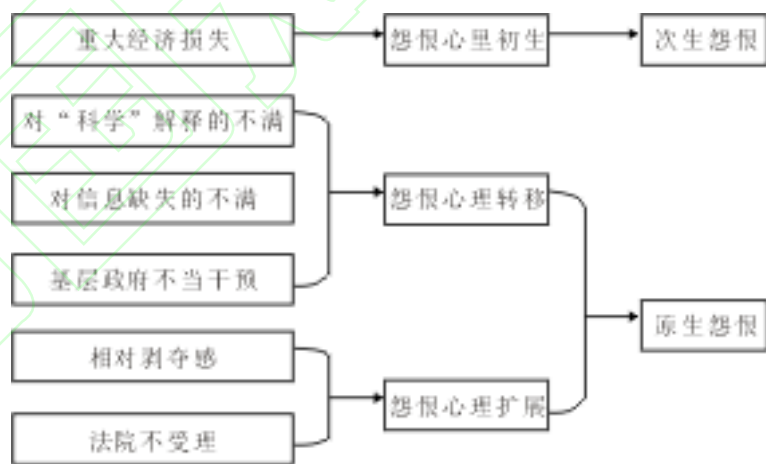 重大经济损失
怨恨心里初生
次生怨恨
对“科学”解释的不满
对信息缺失的不满
怨恨心理转移
基层政府不当干预
原生怨恨
相对剥夺感
怨恨心理扩展
法院不受理